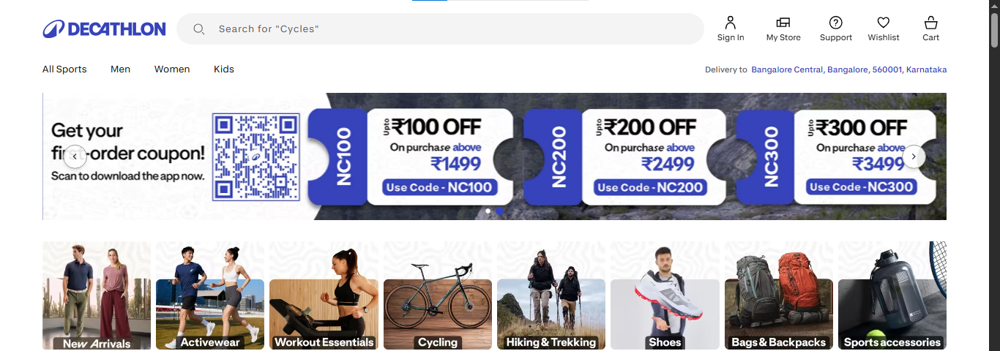 DECATHLON
Search for "Cycles"
Sign In
My Store
Support
Wishlist
Cart
All Sports
Men
Women
Kids
Delivery to Bangalore Central, Bangalore, 560001, Karnataka
Get your
first-order coupon!
Scan to download the app now.
NC100
Upto ₹100 OFF
On purchase above
₹1499
Use Code - NC100
NC200
Upto ₹200 OFF
On purchase above
₹2499
Use Code - NC200
NC300
Upto ₹300 OFF
On purchase above
₹3499
Use Code - NC300
New Arrivals
Activewear
Workout Essentials
Cycling
Hiking & Trekking
Shoes
Bags & Backpacks
Sports accessories